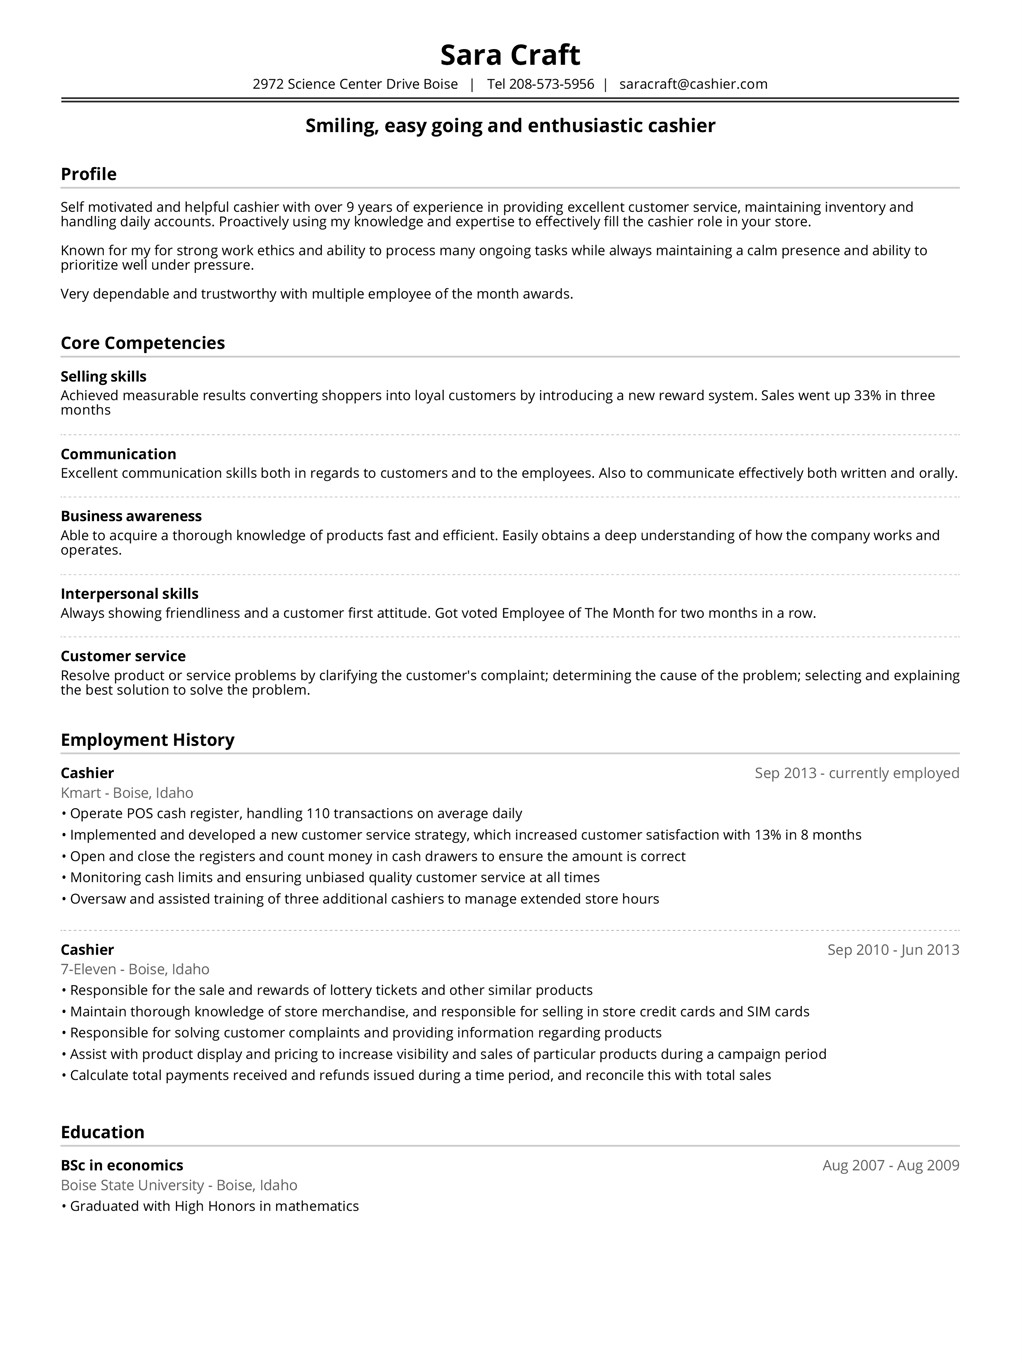 Sara Craft
2972 Science Center Drive Boise | Tel 208-573-5956 | saracraft@cashier.com
Smiling, easy going and enthusiastic cashier
Profile
Self motivated and helpful cashier with over 9 years of experience in providing excellent customer service, maintaining inventory and
handling daily accounts. Proactively using my knowledge and expertise to effectively fill the cashier role in your store.
Known for my for strong work ethics and ability to process many ongoing tasks while always maintaining a calm presence and ability to
prioritize well under pressure.
Very dependable and trustworthy with multiple employee of the month awards.
Core Competencies
Selling skills
Achieved measurable results converting shoppers into loyal customers by introducing a new reward system. Sales went up 33% in three
months
Communication
Excellent communication skills both in regards to customers and to the employees. Also to communicate effectively both written and orally.
Business awareness
Able to acquire a thorough knowledge of products fast and efficient. Easily obtains a deep understanding of how the company works and
operates.
Interpersonal skills
Always showing friendliness and a customer first attitude. Got voted Employee of The Month for two months in a row.
Customer service
Resolve product or service problems by clarifying the customer's complaint; determining the cause of the problem; selecting and explaining
the best solution to solve the problem.
Employment History
Cashier Sep 2013 - currently employed
Kmart - Boise, Idaho
• Operate POS cash register, handling 110 transactions on average daily
• Implemented and developed a new customer service strategy, which increased customer satisfaction with 13% in 8 months
• Open and close the registers and count money in cash drawers to ensure the amount is correct
• Monitoring cash limits and ensuring unbiased quality customer service at all times
• Oversaw and assisted training of three additional cashiers to manage extended store hours
Cashier Sep 2010 - Jun 2013
7-Eleven - Boise, Idaho
• Responsible for the sale and rewards of lottery tickets and other similar products
• Maintain thorough knowledge of store merchandise, and responsible for selling in store credit cards and SIM cards
• Responsible for solving customer complaints and providing information regarding products
• Assist with product display and pricing to increase visibility and sales of particular products during a campaign period
• Calculate total payments received and refunds issued during a time period, and reconcile this with total sales
Education
BSc in economics Aug 2007 - Aug 2009
Boise State University - Boise, Idaho
• Graduated with High Honors in mathematics